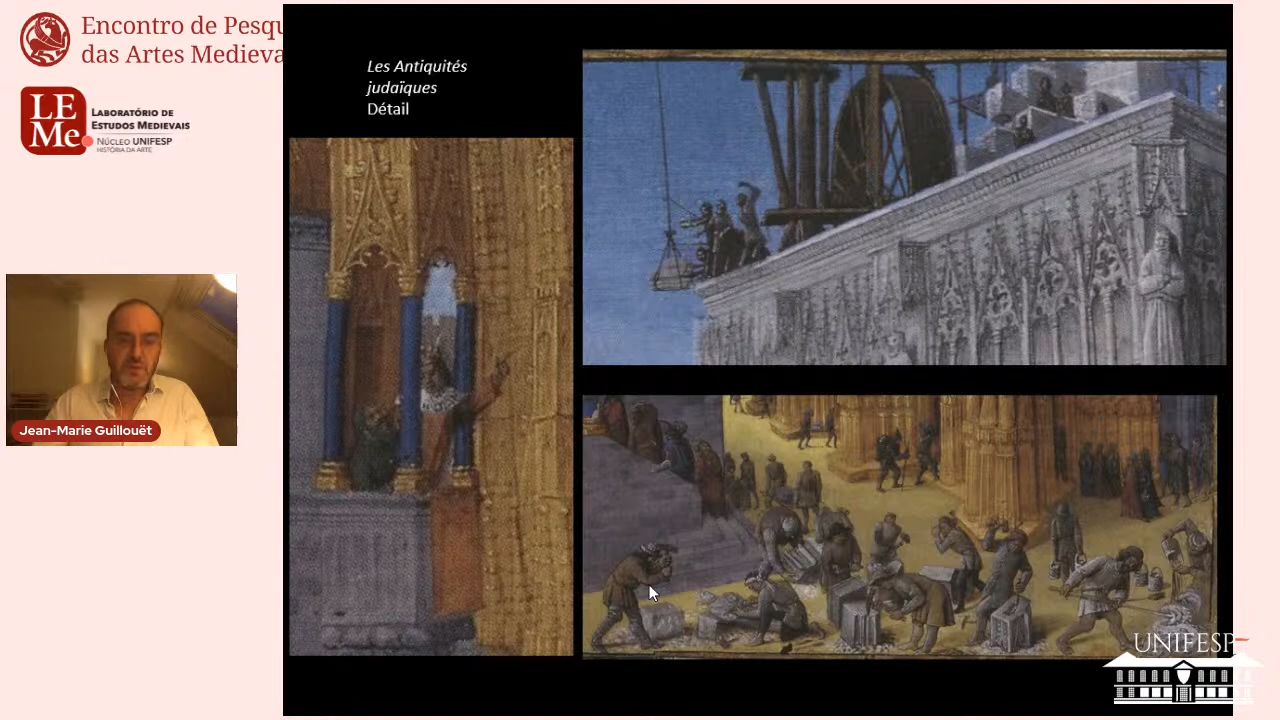 Encontro de Pesqu
das Artes Medieva
LE
Me
LABORATÓRIO DE
ESTUDOS MEDIEVAIS
NÚCLEO UNIFESP
HISTÓRIA DA ARTE
Les Antiquités
judaïques
Détail
Jean-Marie Guillouët
UNIFESP